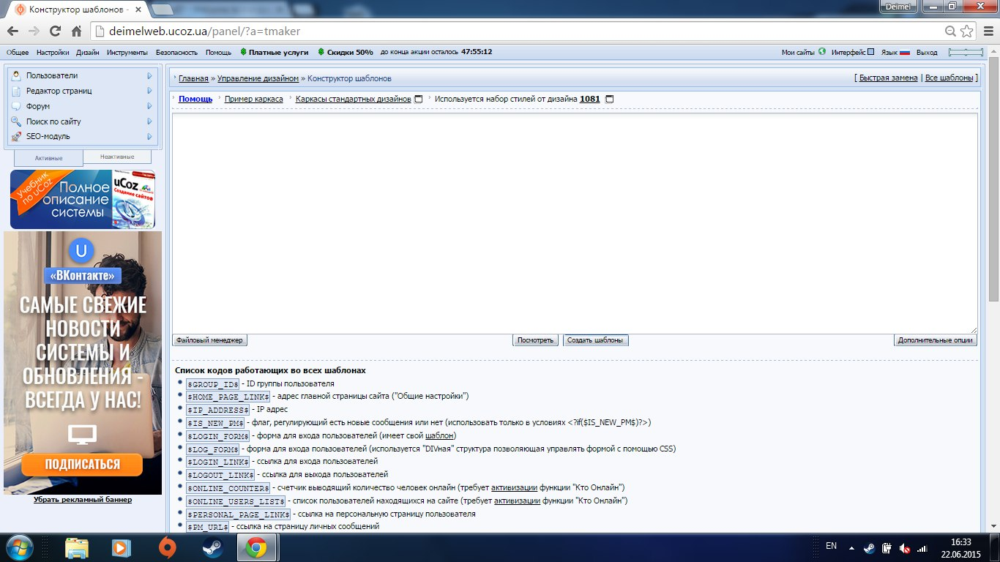 Конструктор шаблонов -
Deimel
deimelweb.ucoz.ua/panel/?a=tmaker
Общее Настройки Дизайн Инструменты Безопасность Помощь Платные услуги Скидки 50% до конца акции осталось 47:55:12 Мои сайты Интерфейс Язык Выход
Пользователи
Редактор страниц
Форум
Поиск по сайту
SEO-модуль
Активные Неактивные
Учебник по uCoz
Полное описание системы
uCoz
Создание сайтов
U
«ВКонтакте»
САМЫЕ СВЕЖИЕ
НОВОСТИ
СИСТЕМЫ И
ОБНОВЛЕНИЯ -
ВСЕГДА У НАС!
ПОДПИСАТЬСЯ
Убрать рекламный баннер
Главная » Управление дизайном » Конструктор шаблонов [ Быстрая замена | Все шаблоны ]
Помощь Пример каркаса Каркасы стандартных дизайнов Используется набор стилей от дизайна 1081
Файловый менеджер Посмотреть Создать шаблоны Дополнительные опции
Список кодов работающих во всех шаблонах
$GROUP_ID$ - ID группы пользователя
$HOME_PAGE_LINK$ - адрес главной страницы сайта ("Общие настройки")
$IP_ADDRESS$ - IP адрес
$IS_NEW_PM$ - флаг, регулирующий есть новые сообщения или нет (использовать только в условиях <?if($IS_NEW_PM$)?>)
$LOGIN_FORM$ - форма для входа пользователей (имеет свой шаблон)
$LOG_FORM$ - форма для входа пользователей (используется "DIVная" структура позволяющая управлять формой с помощью CSS)
$LOGIN_LINK$ - ссылка для входа пользователей
$LOGOUT_LINK$ - ссылка для выхода пользователей
$ONLINE_COUNTER$ - счетчик выводящий количество человек онлайн (требует активизации функции "Кто Онлайн")
$ONLINE_USERS_LIST$ - список пользователей находящихся на сайте (требует активизации функции "Кто Онлайн")
$PERSONAL_PAGE_LINK$ - ссылка на персональную страницу пользователя
$PM_URL$ - ссылка на страницу личных сообщений
EN
16:33
22.06.2015